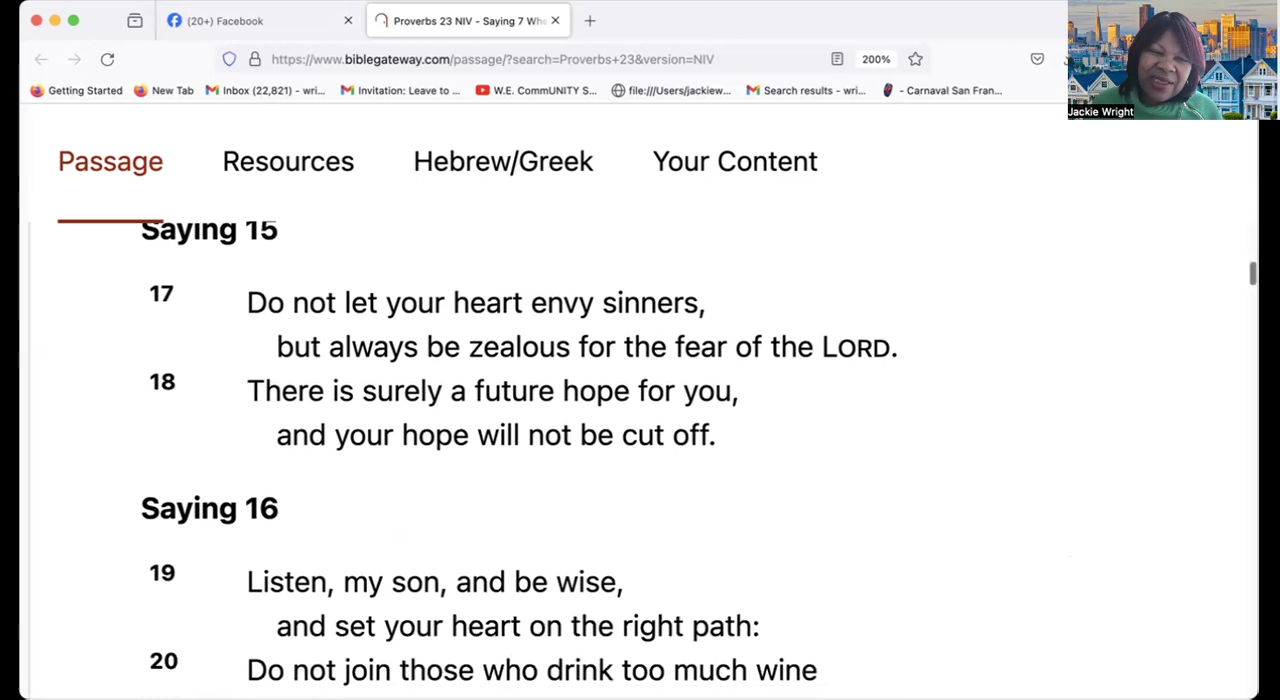 (20+) Facebook
Proverbs 23 NIV - Saying 7 Whe
https://www.biblegateway.com/passage/?search=Proverbs+23&version=NIV
200%
Getting Started
New Tab
Inbox (22,821) - wri...
Invitation: Leave to ...
W.E. CommUNITY S...
file:///Users/jackiew...
Search results - wri...
- Carnaval San Fran...
Jackie Wright
Passage
Resources
Hebrew/Greek
Your Content
Saying 15
17 Do not let your heart envy sinners,
but always be zealous for the fear of the LORD.
18 There is surely a future hope for you,
and your hope will not be cut off.
Saying 16
19 Listen, my son, and be wise,
and set your heart on the right path:
20 Do not join those who drink too much wine